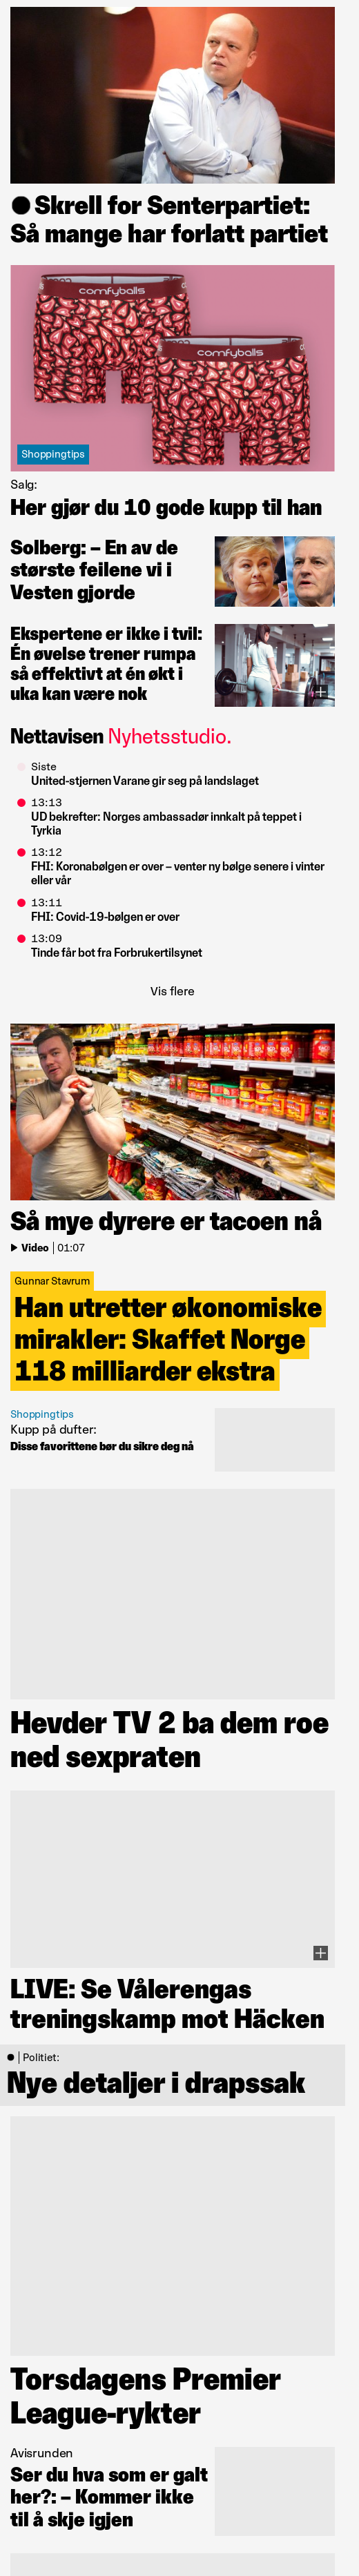 Skrell for Senterpartiet:
Så mange har forlatt partiet
comfyballs
comfyballs
Shoppingtips
Salg:
Her gjør du 10 gode kupp til han
Solberg: – En av de
største feilene vi i
Vesten gjorde
Ekspertene er ikke i tvil:
Én øvelse trener rumpa
så effektivt at én økt i
uka kan være nok
Nettavisen Nyhetsstudio.
Siste
United-stjernen Varane gir seg på landslaget
13:13
UD bekrefter: Norges ambassadør innkalt på teppet i
Tyrkia
13:12
FHI: Koronabølgen er over – venter ny bølge senere i vinter
eller vår
13:11
FHI: Covid-19-bølgen er over
13:09
Tinde får bot fra Forbrukertilsynet
Vis flere
Så mye dyrere er tacoen nå
Video | 01:07
Gunnar Stavrum
Han utretter økonomiske
mirakler: Skaffet Norge
118 milliarder ekstra
Shoppingtips
Kupp på dufter:
Disse favorittene bør du sikre deg nå
Hevder TV 2 ba dem roe
ned sexpraten
LIVE: Se Vålerengas
treningskamp mot Häcken
| Politiet:
Nye detaljer i drapssak
Torsdagens Premier
League-rykter
Avisrunden
Ser du hva som er galt
her?: – Kommer ikke
til å skje igjen